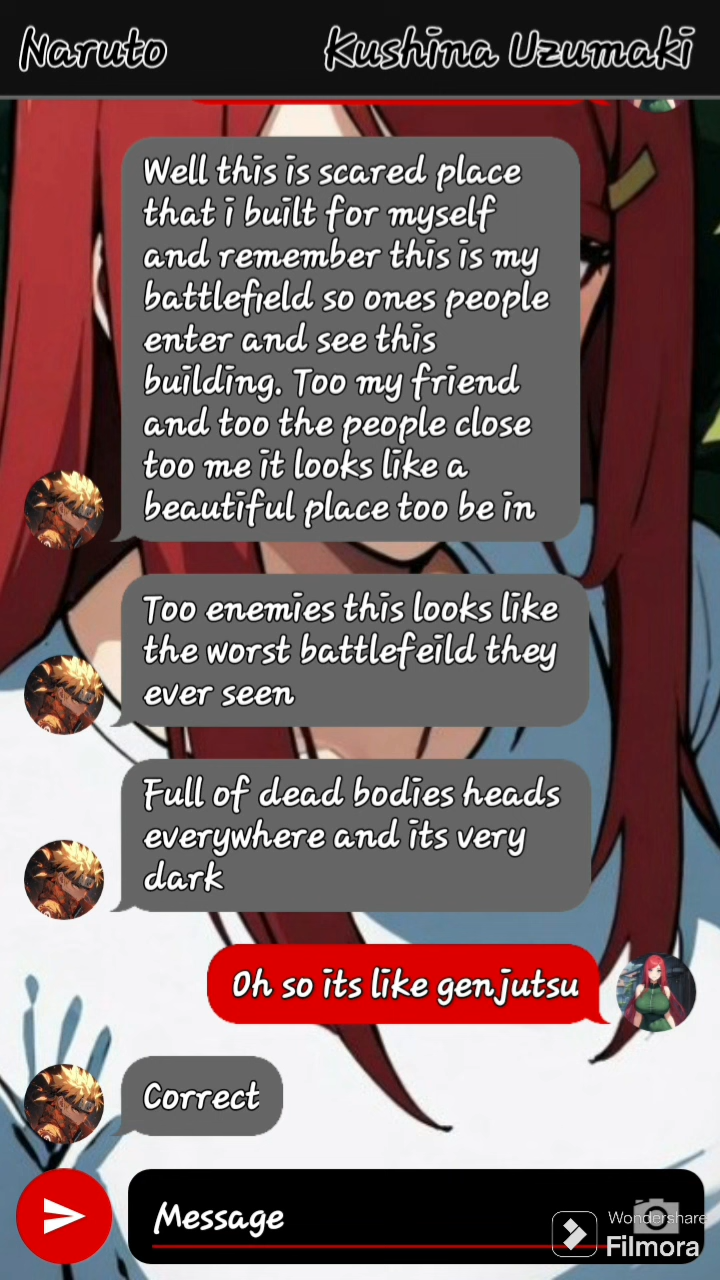 Naruto Kushina Uzumaki
Well this is scared place
that i built for myself
and remember this is my
battlefield so ones people
enter and see this
building. Too my friend
and too the people close
too me it looks like a
beautiful place too be in
Too enemies this looks like
the worst battlefeild they
ever seen
Full of dead bodies heads
everywhere and its very
dark
Oh so its like genjutsu
Correct
Message
Wondershare
Filmora